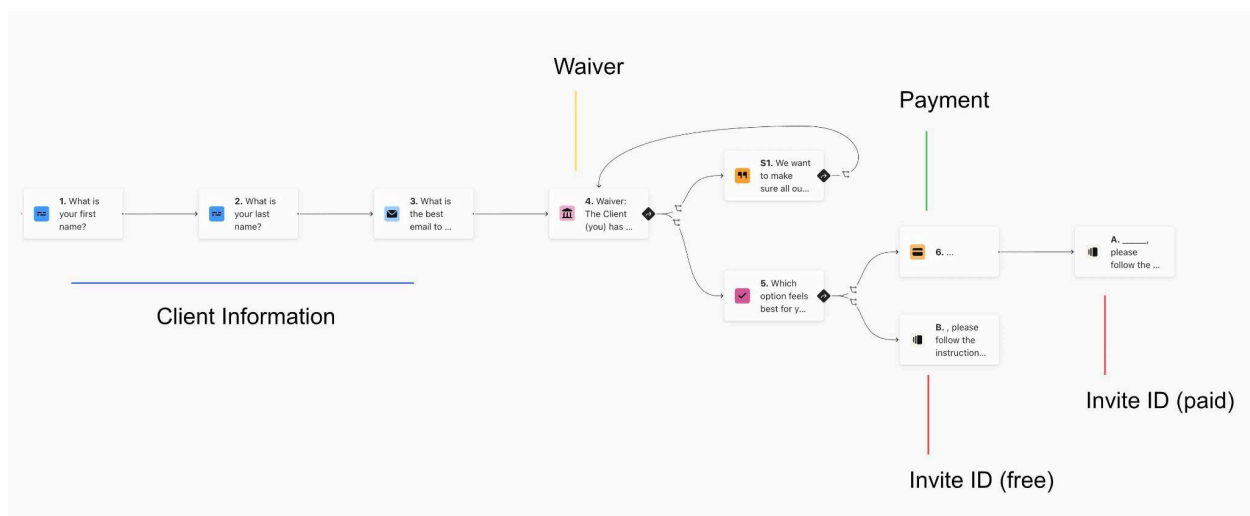 Waiver
Payment
1. What is
your first
name?
2. What is
your last
name?
3. What is
the best
email to ...
4. Waiver:
The Client
(you) has ...
S1. We want
to make
sure all ou...
5. Which
option feels
best for y...
6. ...
A. _____,
please
follow the ...
B. , please
follow the
instruction...
Client Information
Invite ID (paid)
Invite ID (free)